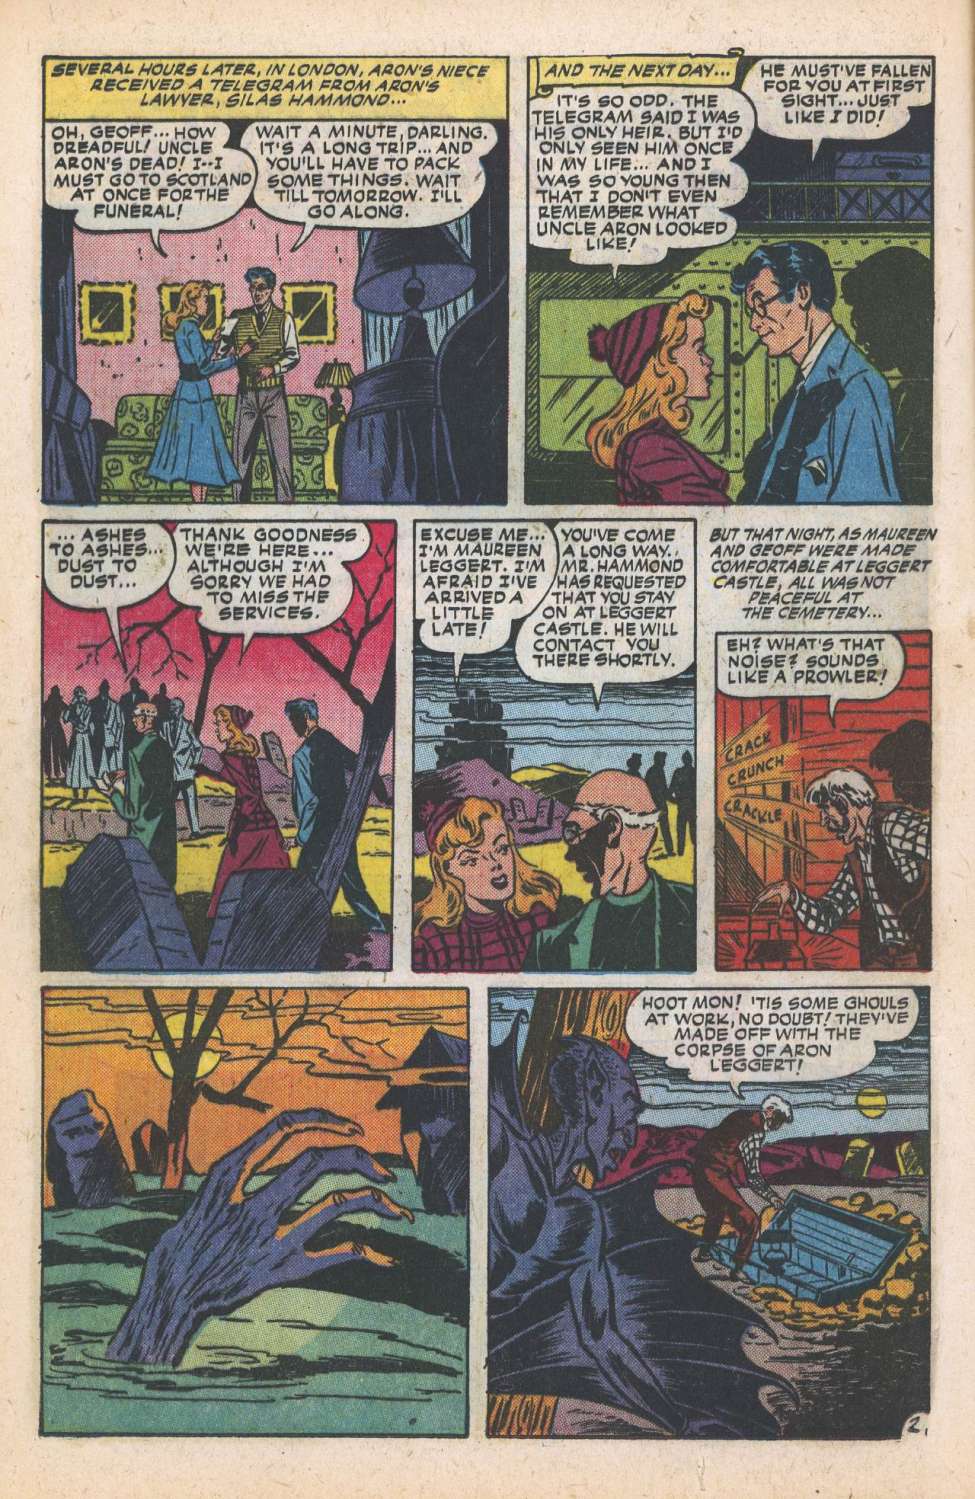 SEVERAL HOURS LATER, IN LONDON, ARON'S NIECE
RECEIVED A TELEGRAM FROM ARON'S
LAWYER, SILAS HAMMOND...
OH, GEOFF... HOW
DREADFUL! UNCLE
ARON'S DEAD! I--I
MUST GO TO SCOTLAND
AT ONCE FOR THE
FUNERAL!
WAIT A MINUTE, DARLING.
IT'S A LONG TRIP... AND
YOU'LL HAVE TO PACK
SOME THINGS. WAIT
TILL TOMORROW. I'LL
GO ALONG.
AND THE NEXT DAY...
IT'S SO ODD. THE
TELEGRAM SAID I WAS
HIS ONLY HEIR. BUT I'D
ONLY SEEN HIM ONCE
IN MY LIFE... AND I
WAS SO YOUNG THEN
THAT I DON'T EVEN
REMEMBER WHAT
UNCLE ARON LOOKED
LIKE!
HE MUST'VE FALLEN
FOR YOU AT FIRST
SIGHT... JUST
LIKE I DID!
... ASHES
TO ASHES...
DUST TO
DUST...
THANK GOODNESS
WE'RE HERE...
ALTHOUGH I'M
SORRY WE HAD
TO MISS THE
SERVICES.
EXCUSE ME...
I'M MAUREEN
LEGGERT. I'M
AFRAID I'VE
ARRIVED A
LITTLE
LATE!
YOU'VE COME
A LONG WAY.
MR. HAMMOND
HAS REQUESTED
THAT YOU STAY
ON AT LEGGERT
CASTLE. HE WILL
CONTACT YOU
THERE SHORTLY.
BUT THAT NIGHT, AS MAUREEN
AND GEOFF WERE MADE
COMFORTABLE AT LEGGERT
CASTLE, ALL WAS NOT
PEACEFUL AT
THE CEMETERY...
EH? WHAT'S THAT
NOISE? SOUNDS
LIKE A PROWLER!
CRACK
CRUNCH
CRACKLE
HOOT MON! 'TIS SOME GHOULS
AT WORK, NO DOUBT! THEY'VE
MADE OFF WITH THE
CORPSE OF ARON
LEGGERT!
2.